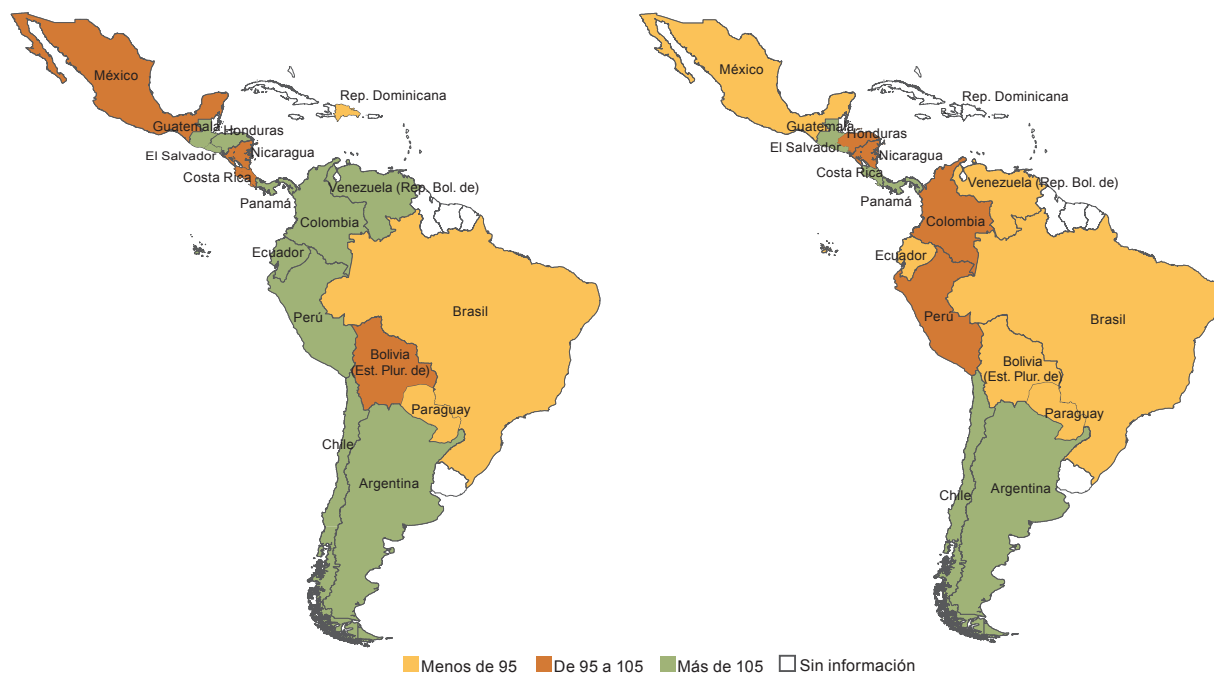 México
Rep. Dominicana
Guatemala
Honduras
El Salvador
Nicaragua
Costa Rica
Panamá
Venezuela (Rep. Bol. de)
Colombia
Ecuador
Perú
Brasil
Bolivia
(Est. Plur. de)
Paraguay
Chile
Argentina
México
Rep. Dominicana
Guatemala
Honduras
El Salvador
Nicaragua
Costa Rica
Panamá
Venezuela (Rep. Bol. de)
Colombia
Ecuador
Perú
Brasil
Bolivia
(Est. Plur. de)
Paraguay
Chile
Argentina
Menos de 95 De 95 a 105 Más de 105 Sin información